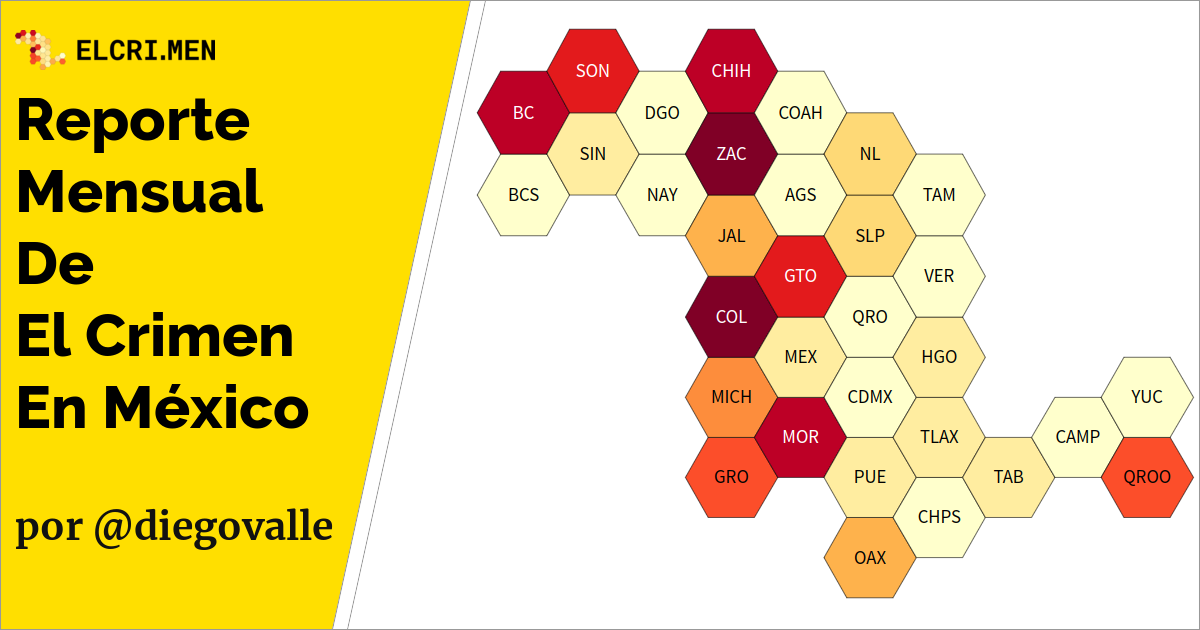 ELCRI.MEN
Reporte
Mensual
De
El Crimen
En México
por @diegovalle
SON
CHIH
BC
DGO
COAH
SIN
ZAC
NL
BCS
NAY
AGS
TAM
JAL
SLP
GTO
VER
COL
QRO
MEX
HGO
MICH
CDMX
YUC
MOR
TLAX
CAMP
GRO
PUE
TAB
QROO
CHPS
OAX